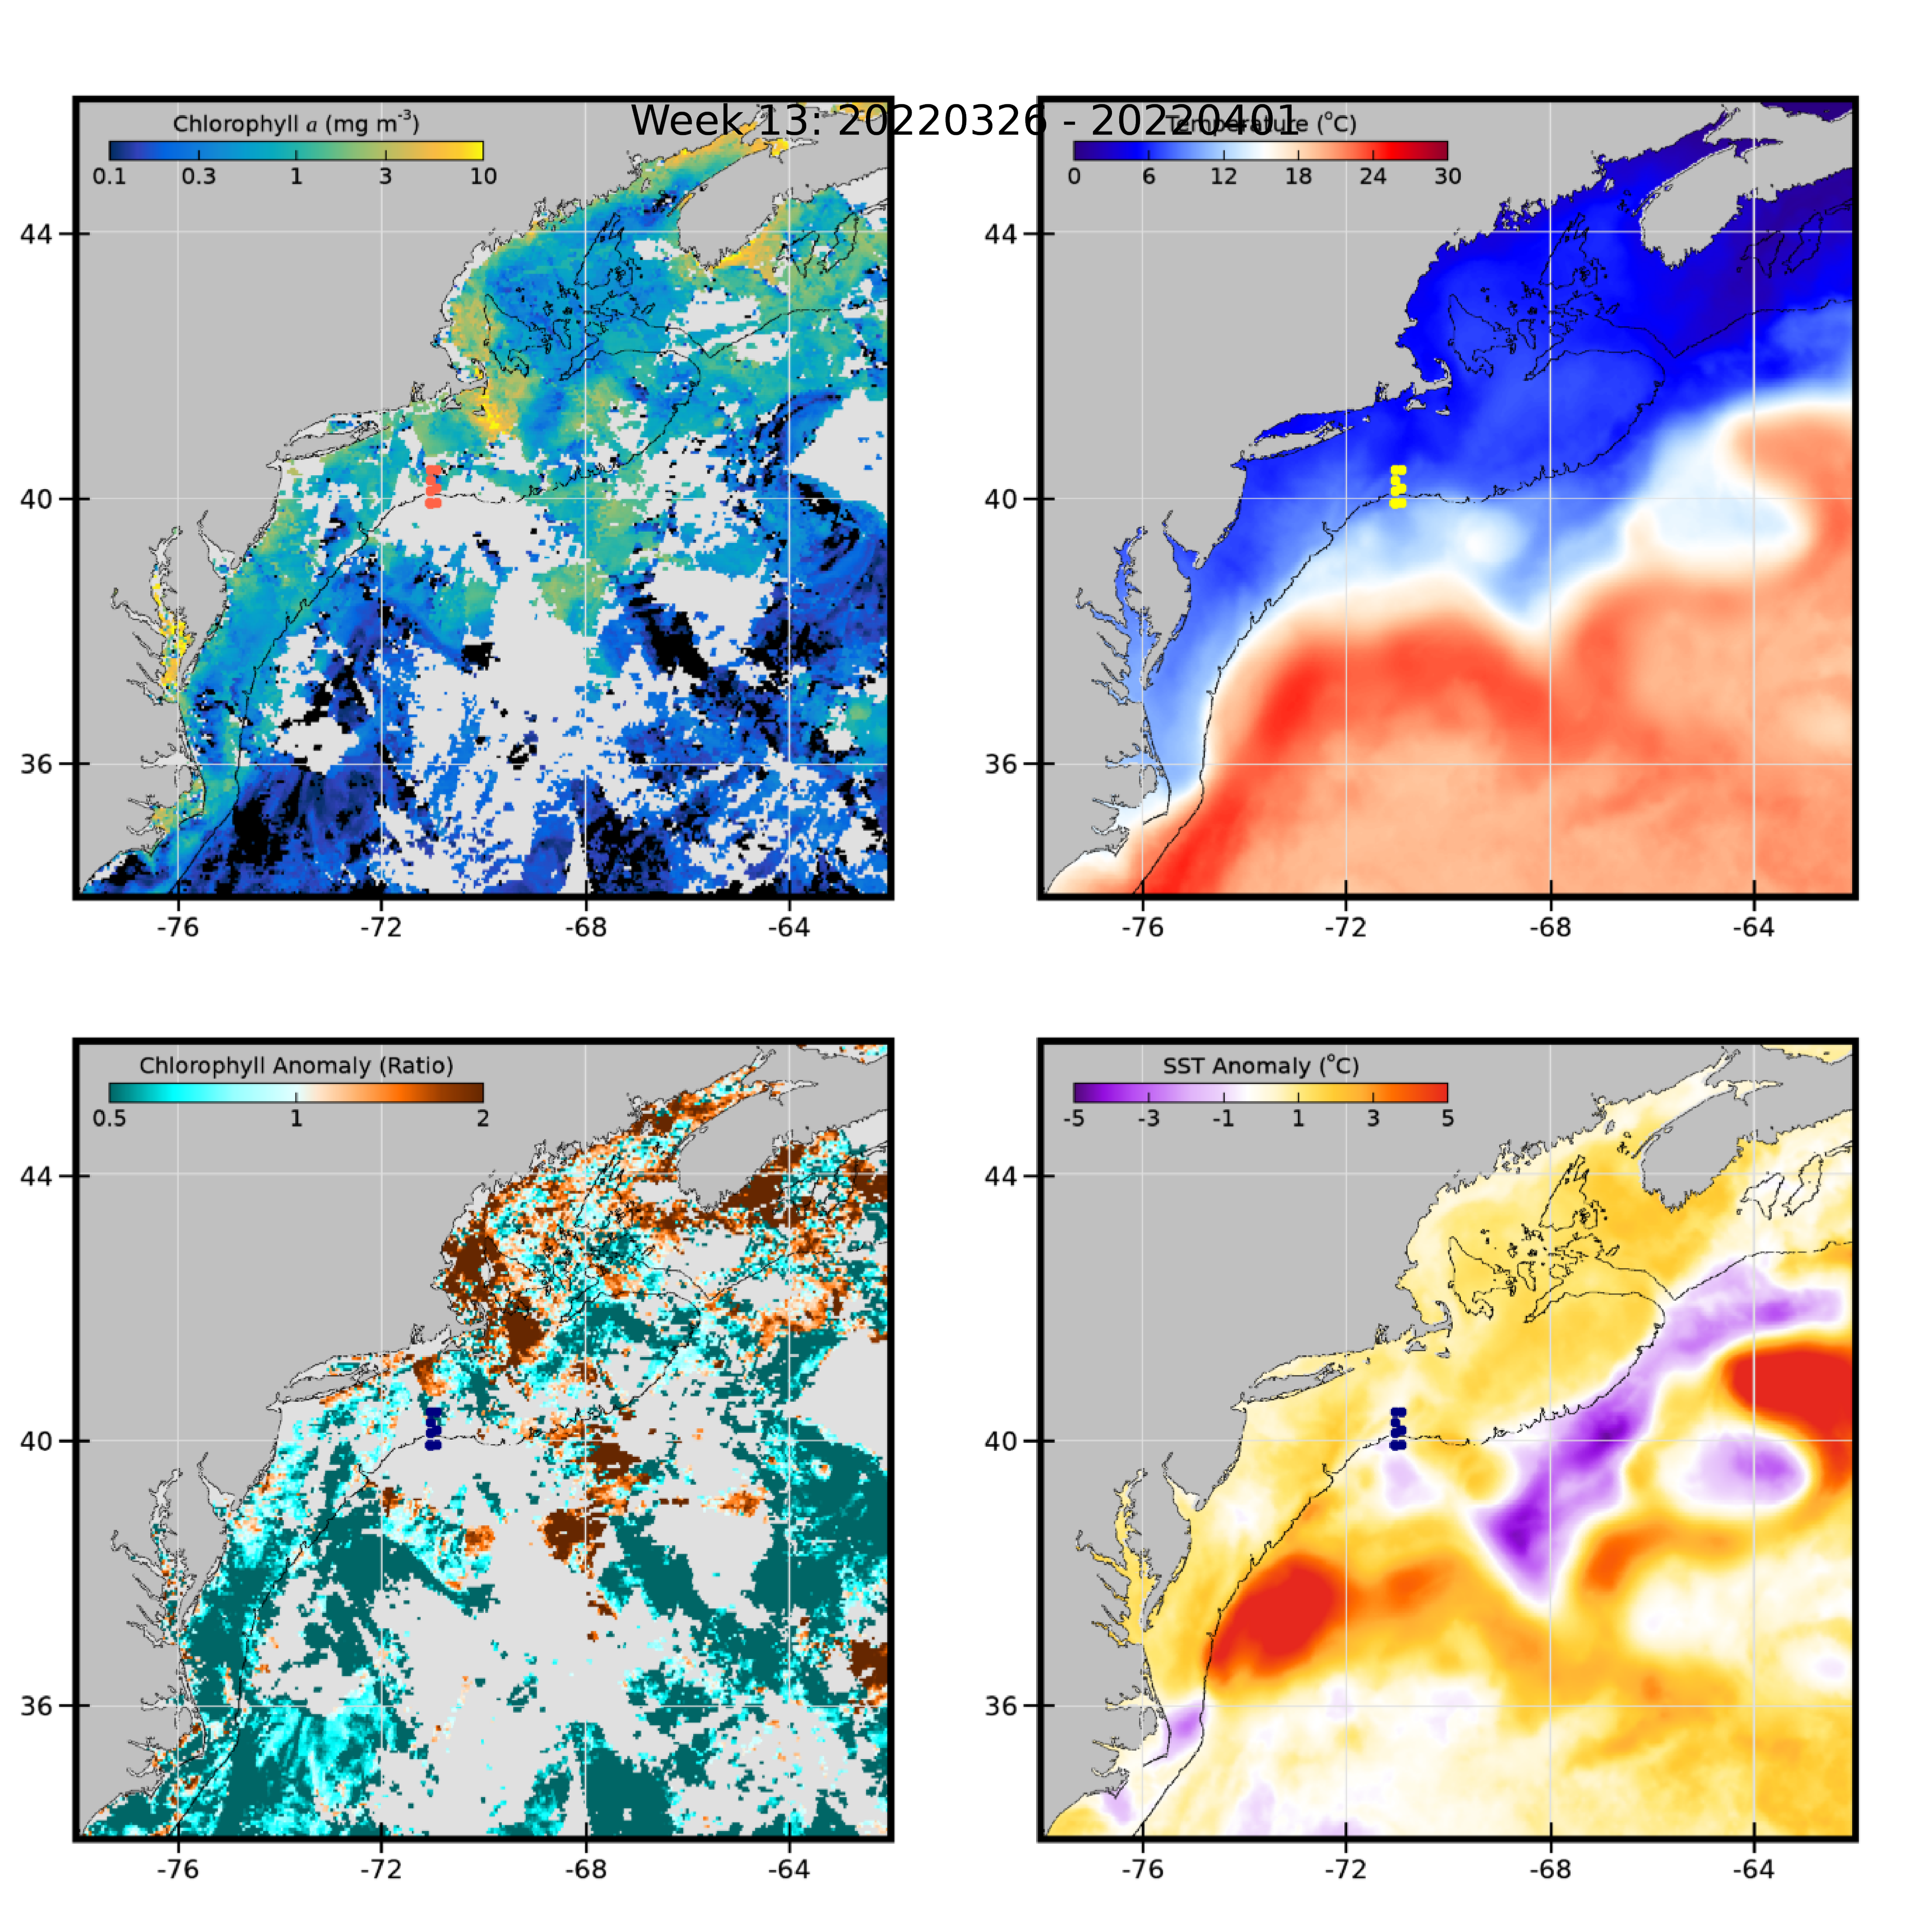 Week 13: 20220326 - 20220401
Chlorophyll a (mg m-3)
0.1 0.3 1 3 10
44
40
36
-76 -72 -68 -64
Temperature (oC)
0 6 12 18 24 30
44
40
36
-76 -72 -68 -64
Chlorophyll Anomaly (Ratio)
0.5 1 2
44
40
36
-76 -72 -68 -64
SST Anomaly (oC)
-5 -3 -1 1 3 5
44
40
36
-76 -72 -68 -64